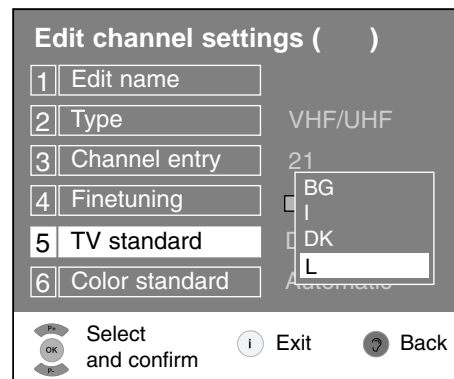 Edit channel settings ( )
1 Edit name
2 Type VHF/UHF
3 Channel entry 21
4 Finetuning
BG
I
5 TV standard D DK
L
6 Color standard Automatic
P+
OK
P-
Select
and confirm
i Exit
Back